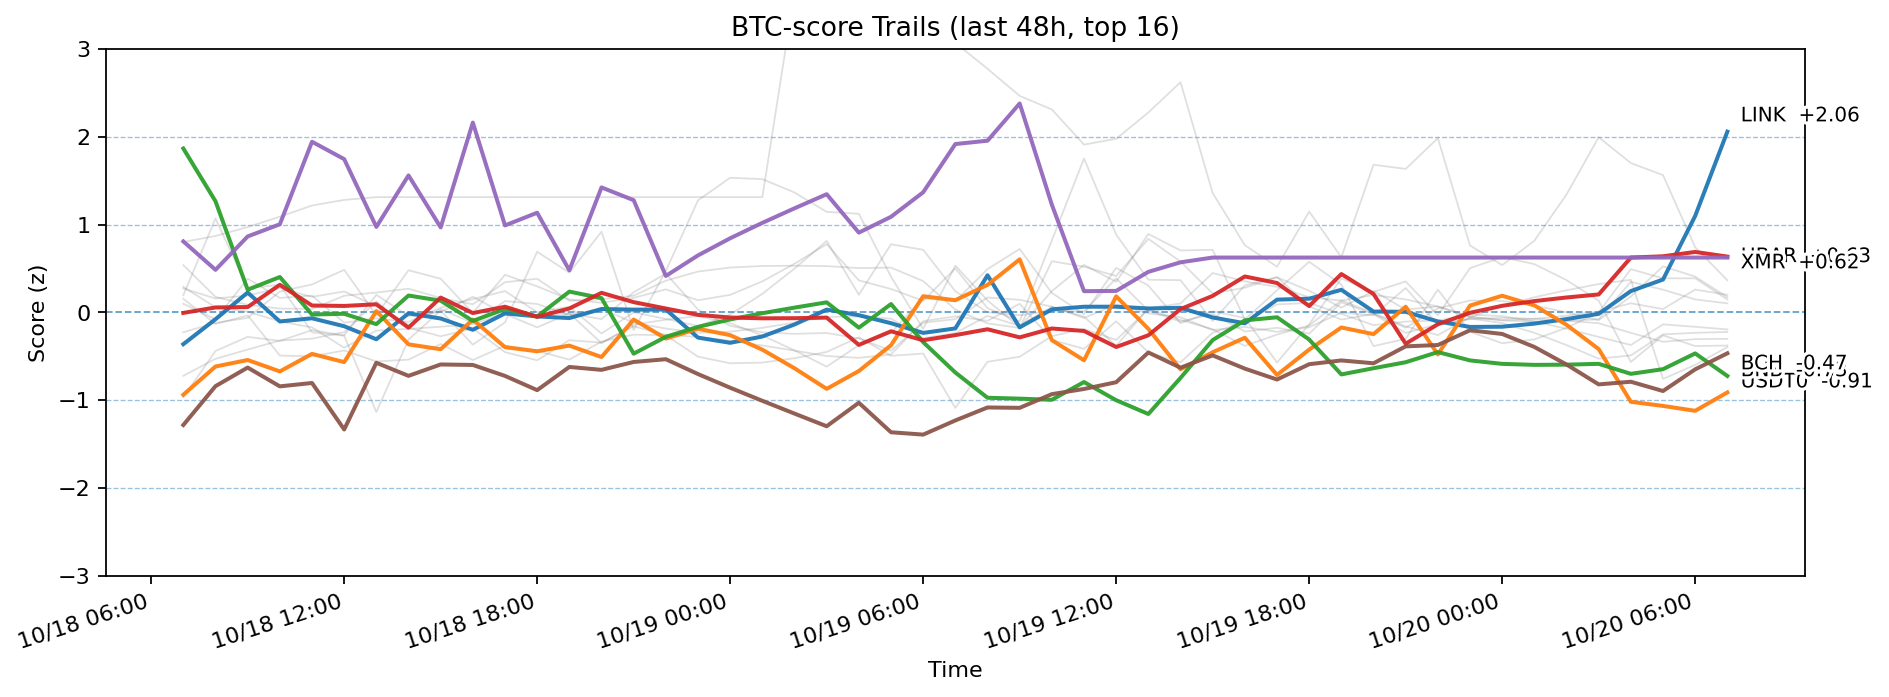 BTC-score Trails (last 48h, top 16)
Score (z)
3
2
1
0
−1
−2
−3
LINK +2.06
XMR +0.62
BCH -0.47
USDT0 -0.91
10/18 06:00
10/18 12:00
10/18 18:00
10/19 00:00
10/19 06:00
10/19 12:00
10/19 18:00
10/20 00:00
10/20 06:00
Time